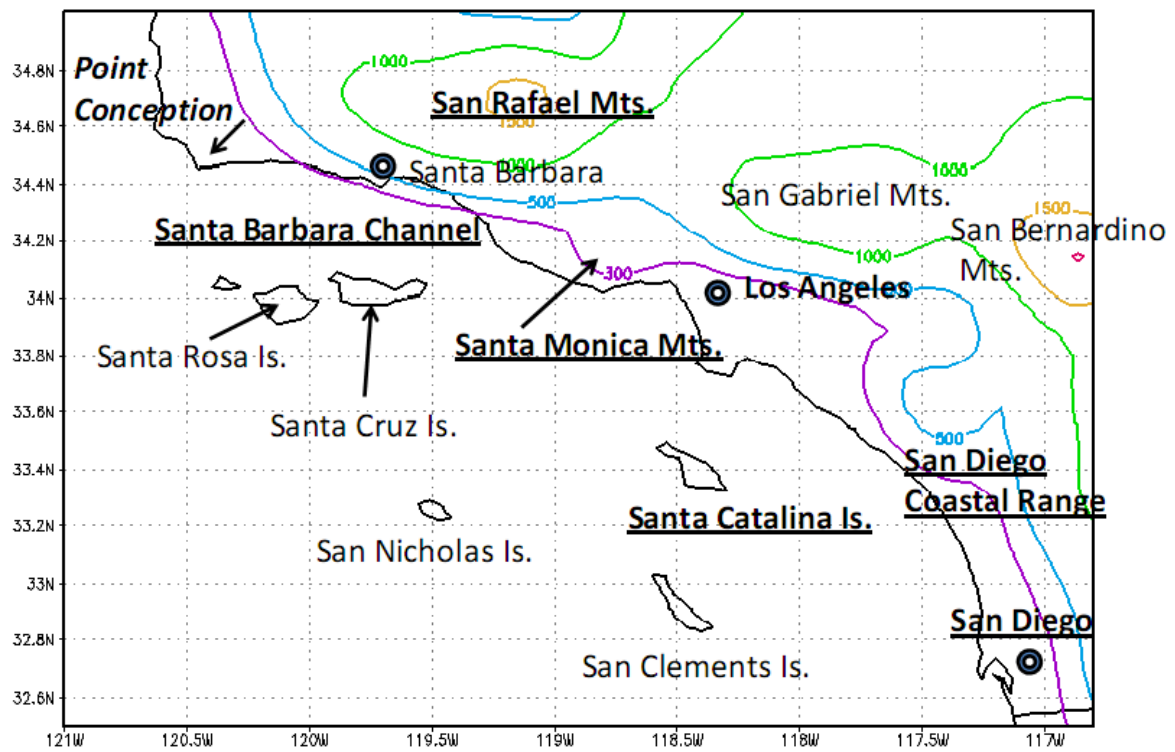 34.8N
34.6N
34.4N
34.2N
34N
33.8N
33.6N
33.4N
33.2N
33N
32.8N
32.6N
121W
120.5W
120W
119.5W
119W
118.5W
118W
117.5W
117W
Point
Conception
1000
San Rafael Mts.
1500
1000
Santa Barbara
500
1000
San Gabriel Mts.
1500
San Bernardino
Mts.
1000
Santa Barbara Channel
300
Los Angeles
Santa Monica Mts.
Santa Rosa Is.
Santa Cruz Is.
500
San Diego
Coastal Range
Santa Catalina Is.
San Nicholas Is.
San Diego
San Clements Is.